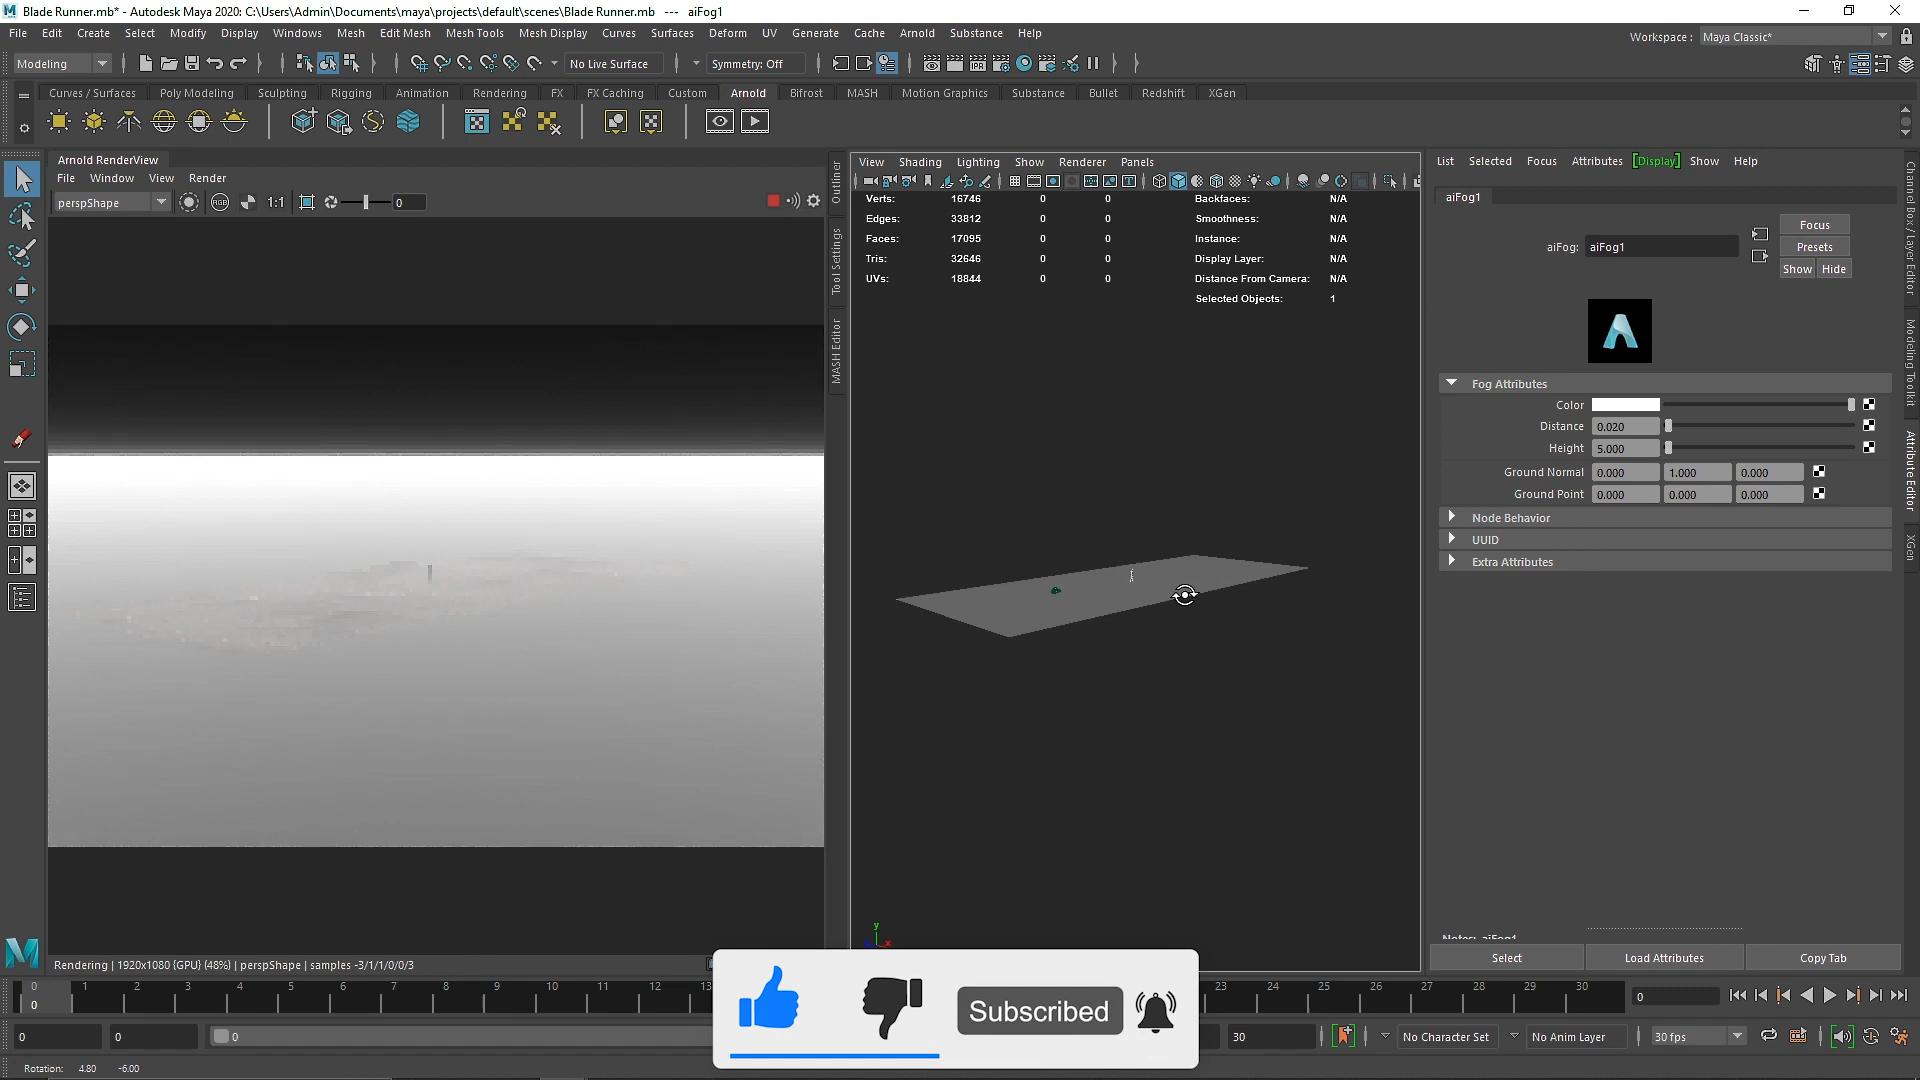 Blade Runner.mb* - Autodesk Maya 2020: C:\Users\Admin\Documents\maya\projects\default\scenes\Blade Runner.mb --- aiFog1
File Edit Create Select Modify Display Windows Mesh Edit Mesh Mesh Tools Mesh Display Curves Surfaces Deform UV Generate Cache Arnold Substance Help
Workspace : Maya Classic*
Modeling No Live Surface Symmetry: Off
Curves / Surfaces Poly Modeling Sculpting Rigging Animation Rendering FX FX Caching Custom Arnold Bifrost MASH Motion Graphics Substance Bullet Redshift XGen
Arnold RenderView
File Window View Render
perspShape RGB 1:1 0
Outliner
Tool Settings
MASH Editor
View Shading Lighting Show Renderer Panels
Verts: 16746 0 0 Backfaces: N/A
Edges: 33812 0 0 Smoothness: N/A
Faces: 17095 0 0 Instance: N/A
Tris: 32646 0 0 Display Layer: N/A
UVs: 18844 0 0 Distance From Camera: N/A
Selected Objects: 1
y
x
List Selected Focus Attributes [Display] Show Help
aiFog1
aiFog: aiFog1
Focus
Presets
Show Hide
Fog Attributes
Color
Distance 0.020
Height 5.000
Ground Normal 0.000 1.000 0.000
Ground Point 0.000 0.000 0.000
Node Behavior
UUID
Extra Attributes
Notes: aiFog1
Select Load Attributes Copy Tab
Channel Box / Layer Editor
Modeling Toolkit
Attribute Editor
XGen
Rendering | 1920x1080 (GPU) (48%) | perspShape | samples -3/1/1/0/0/3
0 1 2 3 4 5 6 7 8 9 10 11 12 13 23 24 25 26 27 28 29 30
0 0
Subscribed
0 0 0 30 No Character Set No Anim Layer 30 fps
Rotation: 4.80 -6.00